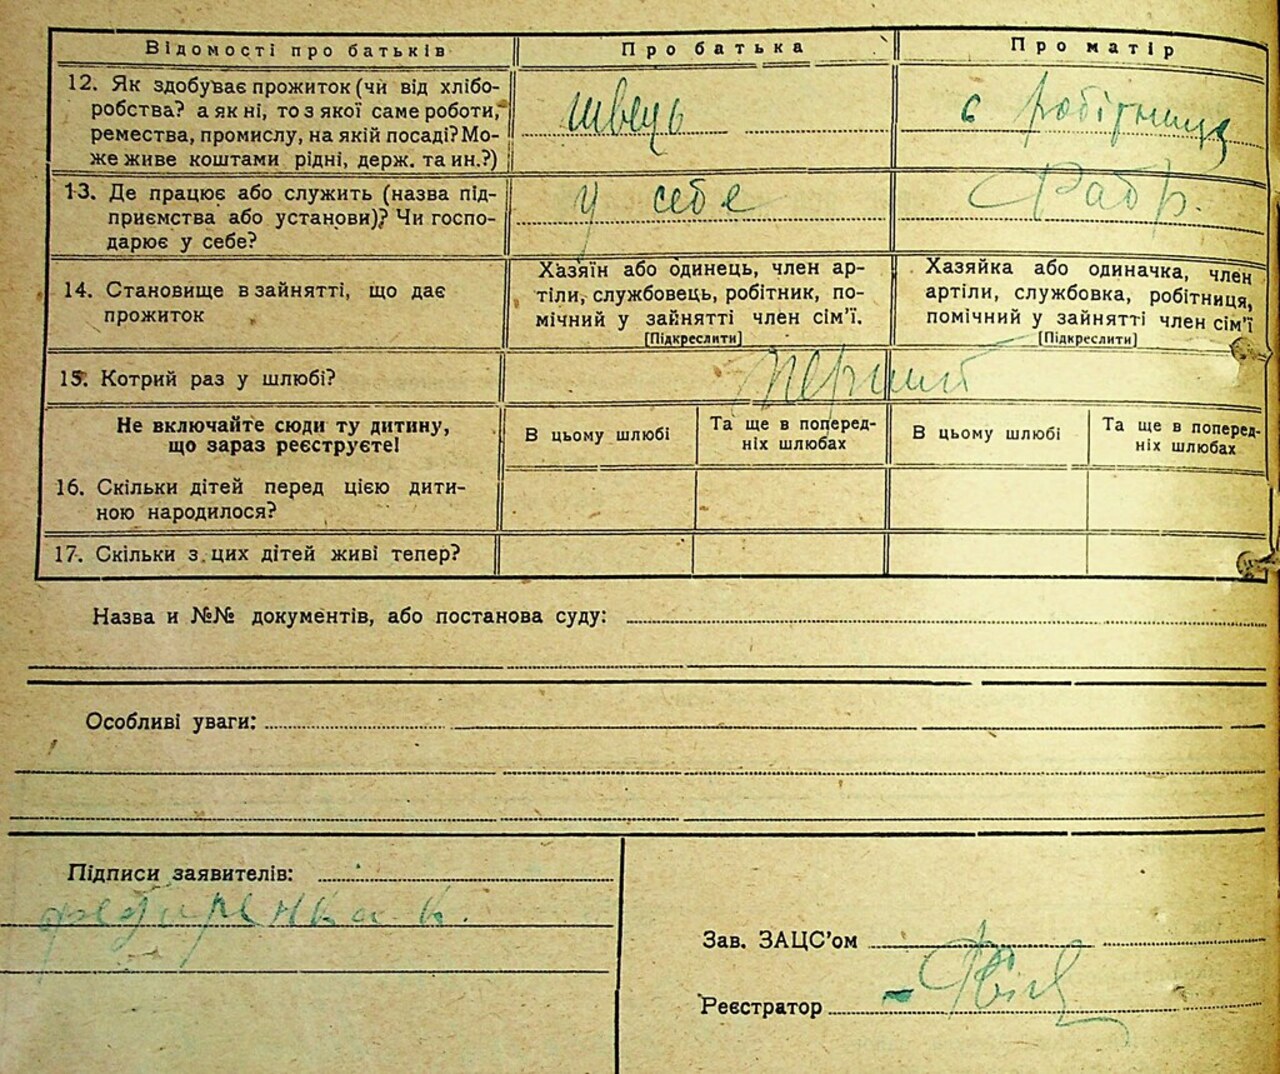 Відомості про батьків
Про батька
Про матір
12. Як здобуває прожиток (чи від хлібо-
робства? а як ні, то з якої саме роботи,
ремества, промислу, на якій посаді? Мо-
же живе коштами рідні, держ. та ин.?)
швець
робітниця
13. Де працює або служить (назва під-
приємства або установи)? Чи госпо-
дарює у себе?
у себе
Фабр.
14. Становище в зайнятті, що дає
прожиток
Хазяїн або одинець, член ар-
тіли, службовець, робітник, по-
мічний у зайнятті член сім’ї.
[Підкреслити]
Хазяйка або одиначка, член
артіли, службовка, робітниця,
помічний у зайнятті член сім’ї
[Підкреслити]
15. Котрий раз у шлюбі?
перший
Не включайте сюди ту дитину,
що зараз реєструєте!
В цьому шлюбі
Та ще в поперед-
ніх шлюбах
В цьому шлюбі
Та ще в поперед-
ніх шлюбах
16. Скільки дітей перед цією дити-
ною народилося?
17. Скільки з цих дітей живі тепер?
Назва и №№ документів, або постанова суду:
Особливі уваги:
Підписи заявителів:
Зав. ЗАЦС’ом
Реєстратор